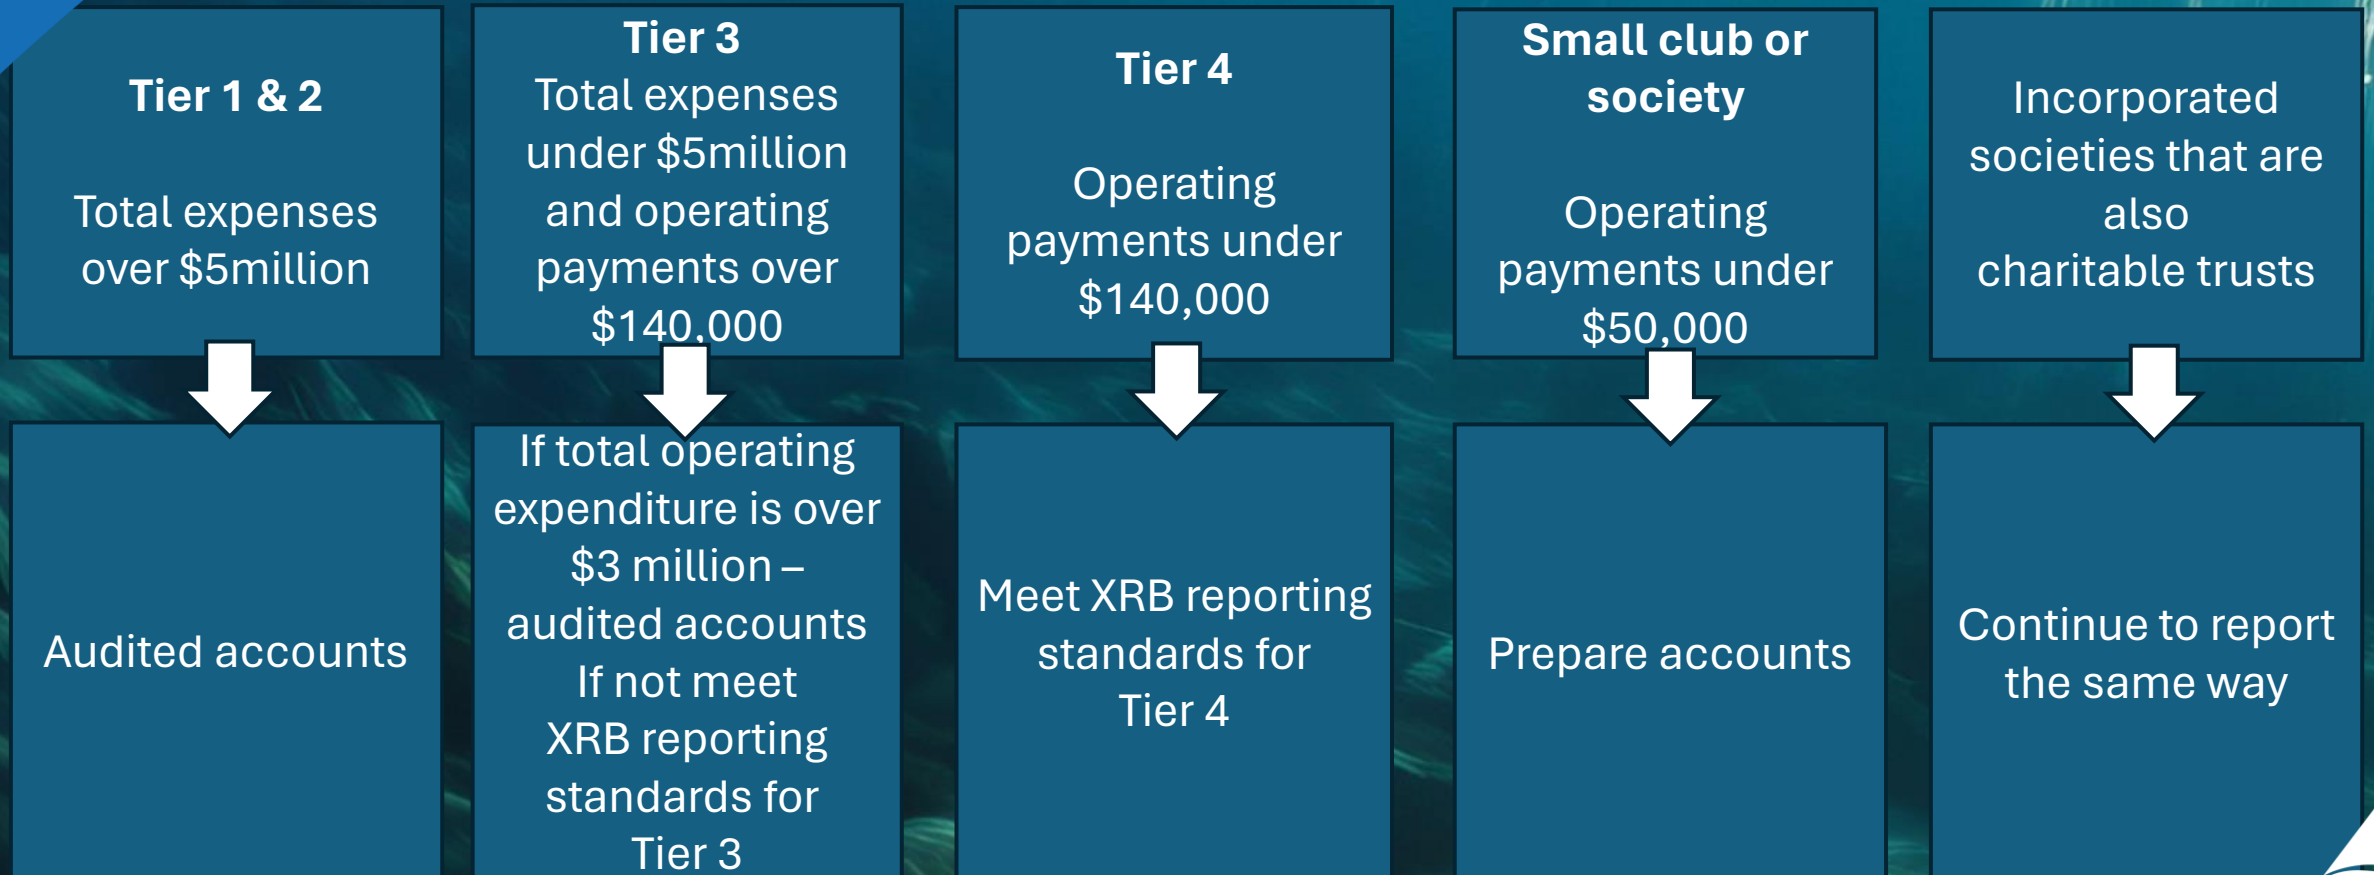 Tier 1 & 2
Total expenses
over $5million
Tier 3
Total expenses
under $5million
and operating
payments over
$140,000
Tier 4
Operating
payments under
$140,000
Small club or
society
Operating
payments under
$50,000
Incorporated
societies that are
also
charitable trusts
Audited accounts
If total operating
expenditure is over
$3 million –
audited accounts
If not meet
XRB reporting
standards for
Tier 3
Meet XRB reporting
standards for
Tier 4
Prepare accounts
Continue to report
the same way